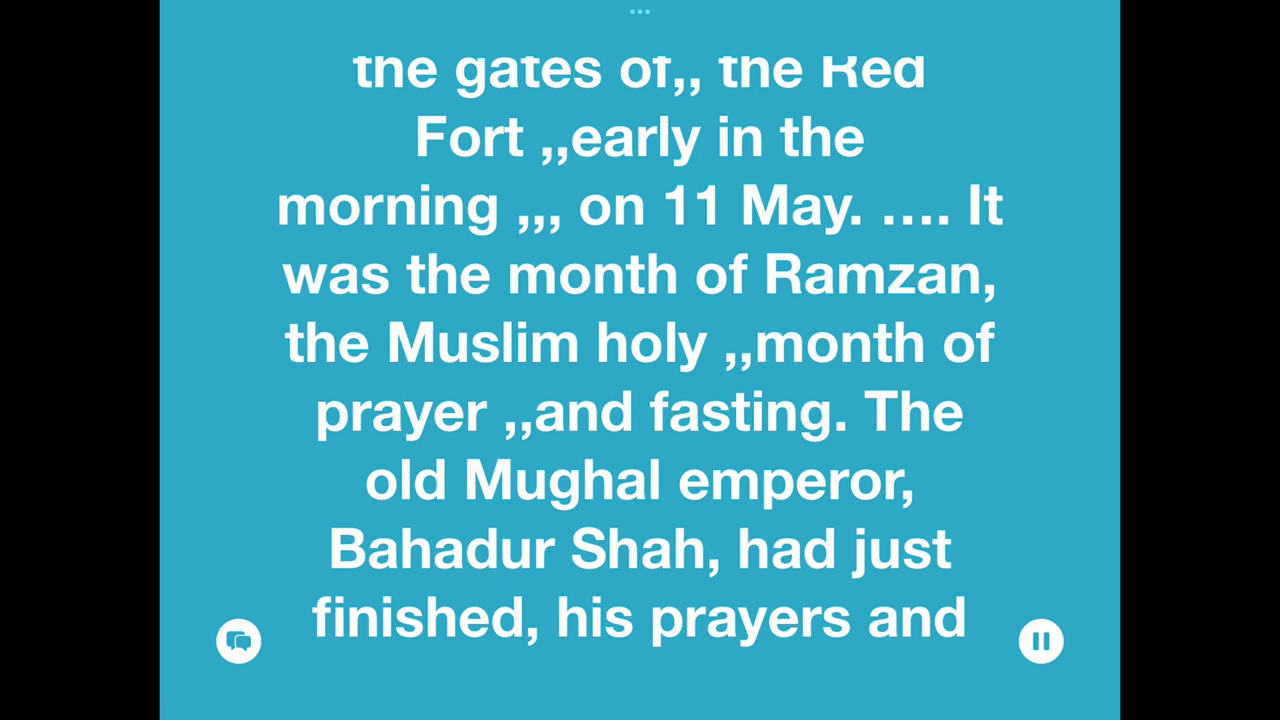 the gates of,, the Red
Fort ,,early in the
morning ,,, on 11 May. .... It
was the month of Ramzan,
the Muslim holy ,,month of
prayer ,,and fasting. The
old Mughal emperor,
Bahadur Shah, had just
finished, his prayers and